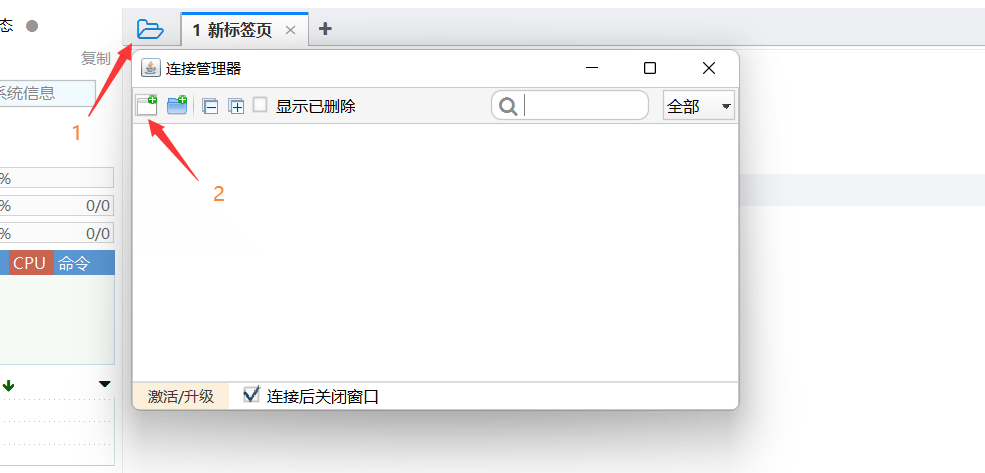 态
1 新标签页
复制
连接管理器
系统信息
显示已删除
全部
1
2
%
%
0/0
%
0/0
CPU 命令
激活/升级
连接后关闭窗口